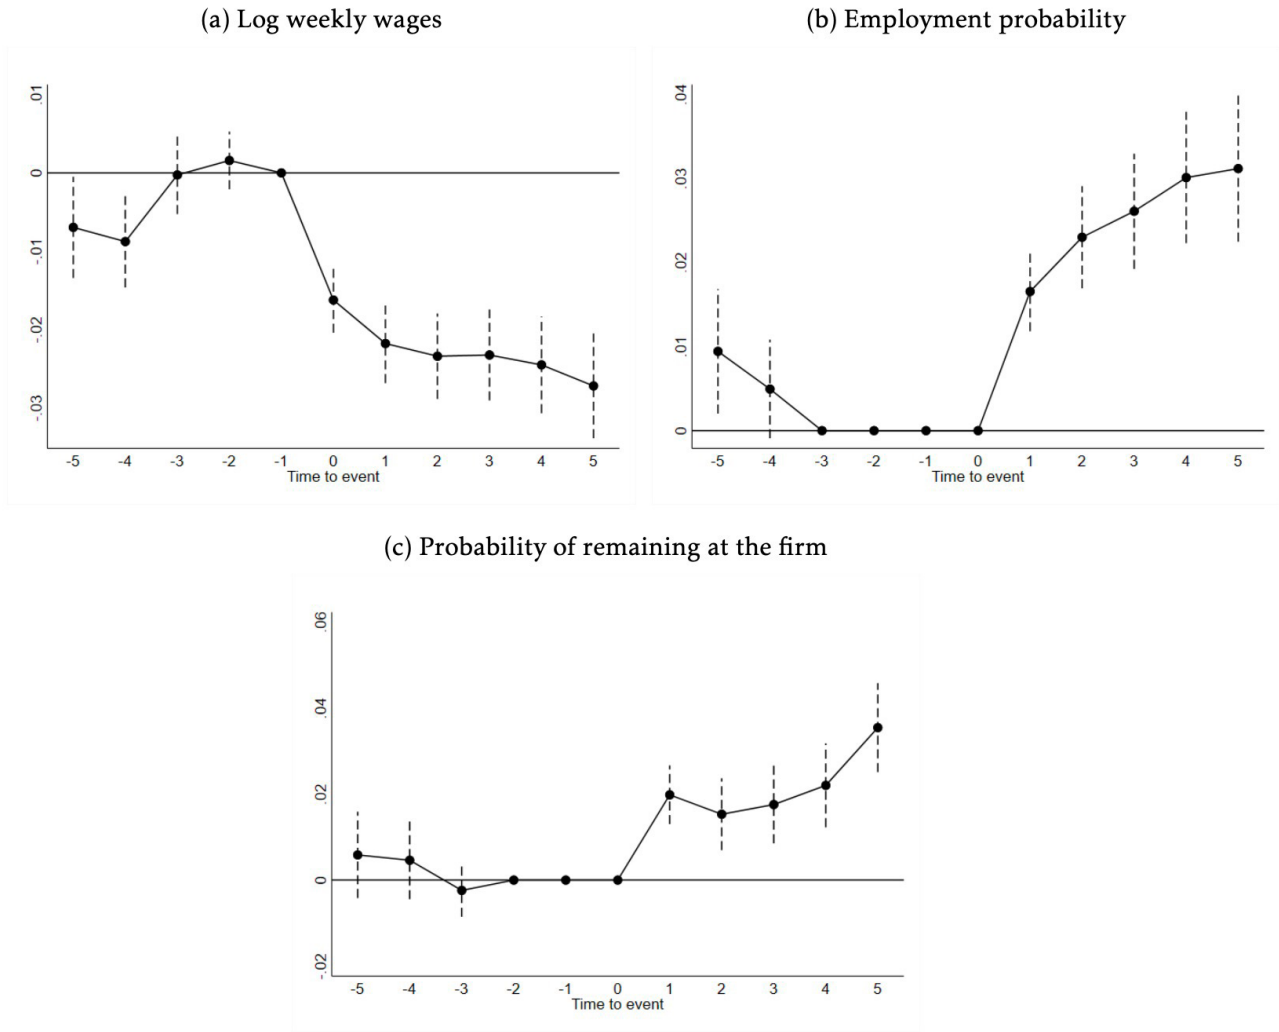 (a) Log weekly wages
.01
0
-.01
-.02
-.03
-5 -4 -3 -2 -1 0 1 2 3 4 5
Time to event
(b) Employment probability
.04
.03
.02
.01
0
-5 -4 -3 -2 -1 0 1 2 3 4 5
Time to event
(c) Probability of remaining at the firm
.06
.04
.02
0
-.02
-5 -4 -3 -2 -1 0 1 2 3 4 5
Time to event